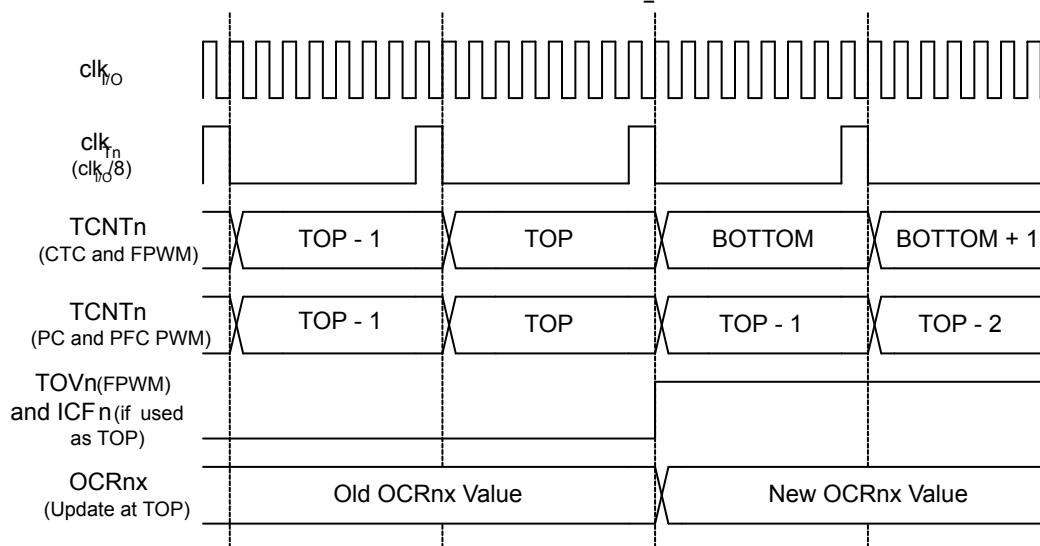 clkI/O
clkTn
(clkI/O/8)
TCNTn
(CTC and FPWM)
TOP - 1
TOP
BOTTOM
BOTTOM + 1
TCNTn
(PC and PFC PWM)
TOP - 1
TOP
TOP - 1
TOP - 2
TOVn(FPWM)
and ICFn(if used
as TOP)
OCRnx
(Update at TOP)
Old OCRnx Value
New OCRnx Value